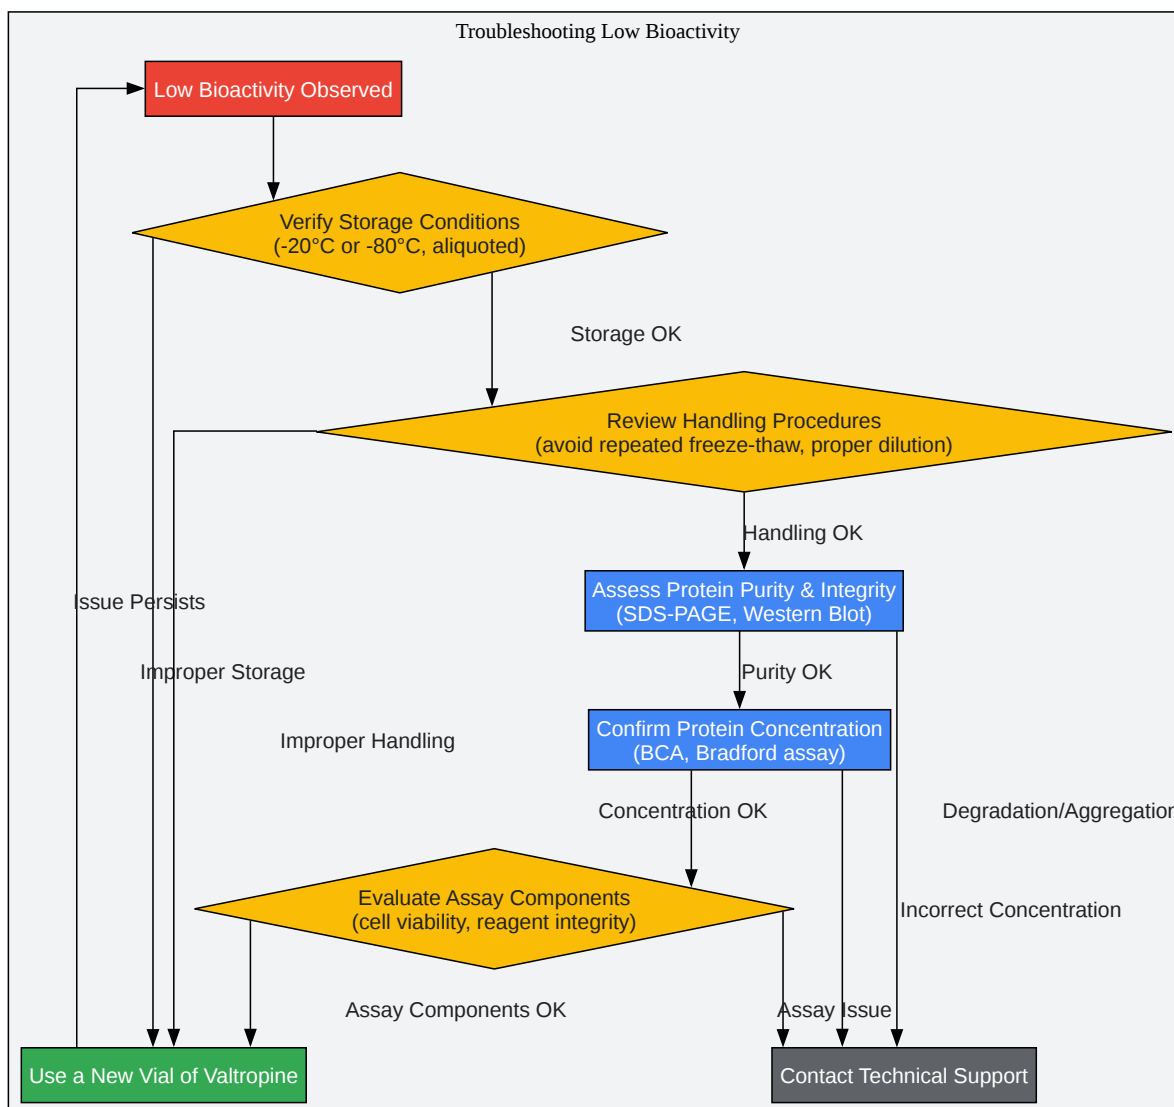 Troubleshooting Low Bioactivity
Low Bioactivity Observed
Verify Storage Conditions
(-20°C or -80°C, aliquoted)
Storage OK
Review Handling Procedures
(avoid repeated freeze-thaw, proper dilution)
Handling OK
Assess Protein Purity & Integrity
(SDS-PAGE, Western Blot)
Issue Persists
Improper Storage
Purity OK
Improper Handling
Confirm Protein Concentration
(BCA, Bradford assay)
Concentration OK
Degradation/Aggregation
Evaluate Assay Components
(cell viability, reagent integrity)
Incorrect Concentration
Assay Components OK
Assay Issue
Use a New Vial of Valtropine
Contact Technical Support